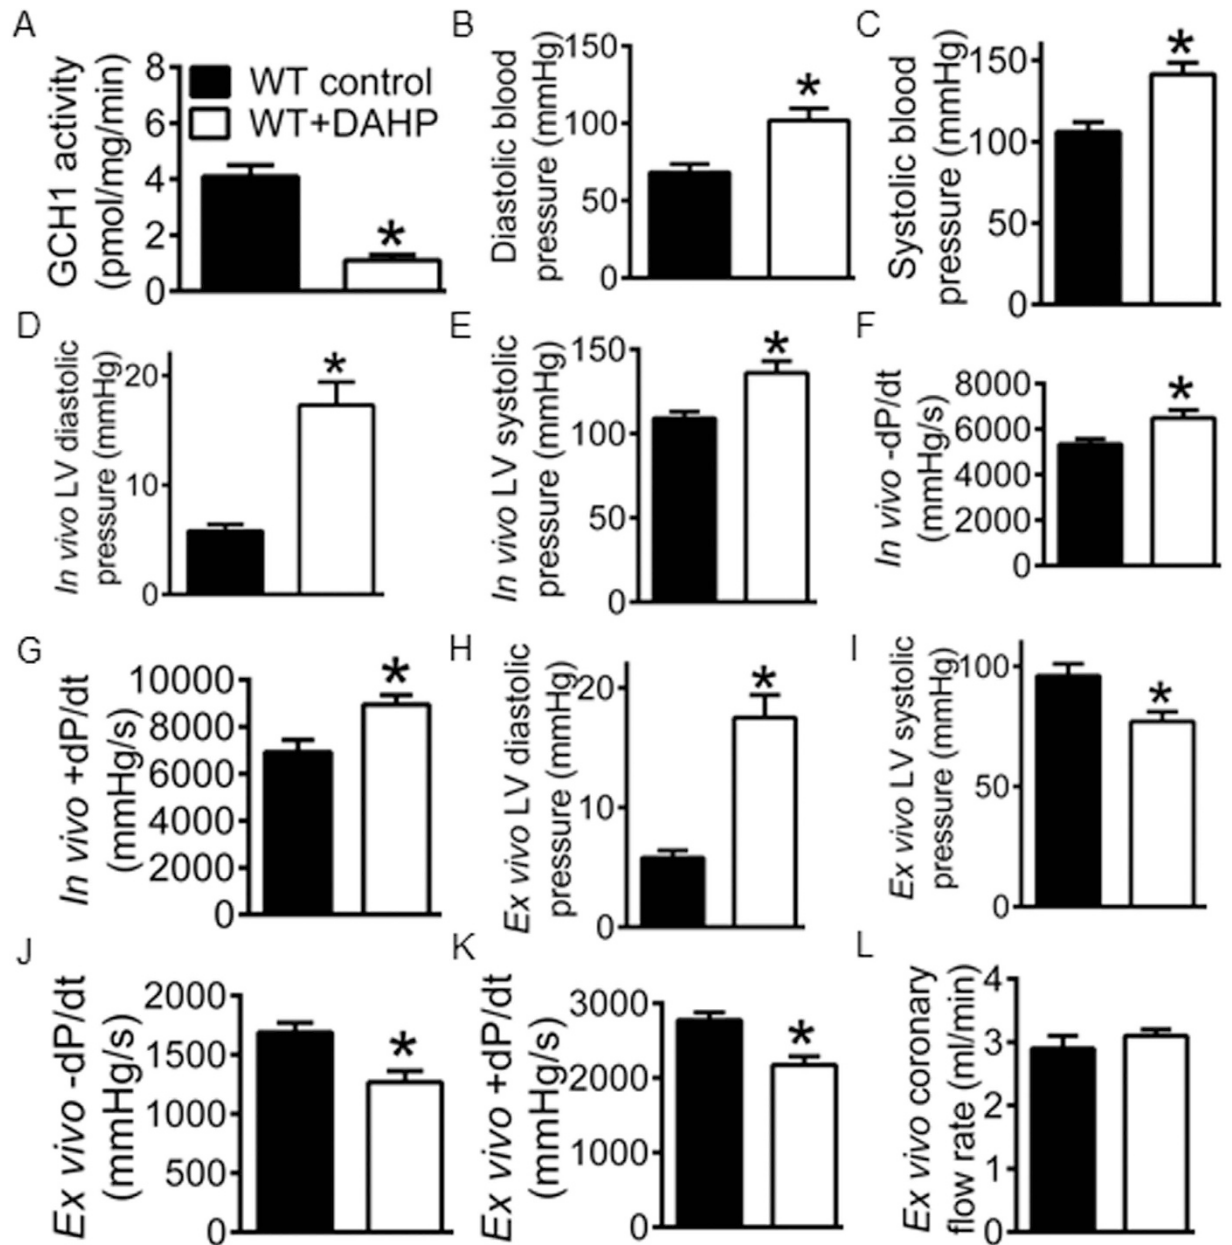 A
GCH1 activity
(pmol/mg/min)
8
6
4
2
0
WT control
WT+DAHP
*
B
Diastolic blood
pressure (mmHg)
150
100
50
0
*
C
Systolic blood
pressure (mmHg)
150
100
50
0
*
D
In vivo LV diastolic
pressure (mmHg)
20
10
0
*
E
In vivo LV systolic
pressure (mmHg)
150
100
50
0
*
F
In vivo -dP/dt
(mmHg/s)
8000
6000
4000
2000
0
*
G
In vivo +dP/dt
(mmHg/s)
10000
8000
6000
4000
2000
0
*
H
Ex vivo LV diastolic
pressure (mmHg)
20
10
0
*
I
Ex vivo LV systolic
pressure (mmHg)
100
50
0
*
J
Ex vivo -dP/dt
(mmHg/s)
2000
1500
1000
500
0
*
K
Ex vivo +dP/dt
(mmHg/s)
3000
2000
1000
0
*
L
Ex vivo coronary
flow rate (ml/min)
4
3
2
1
0